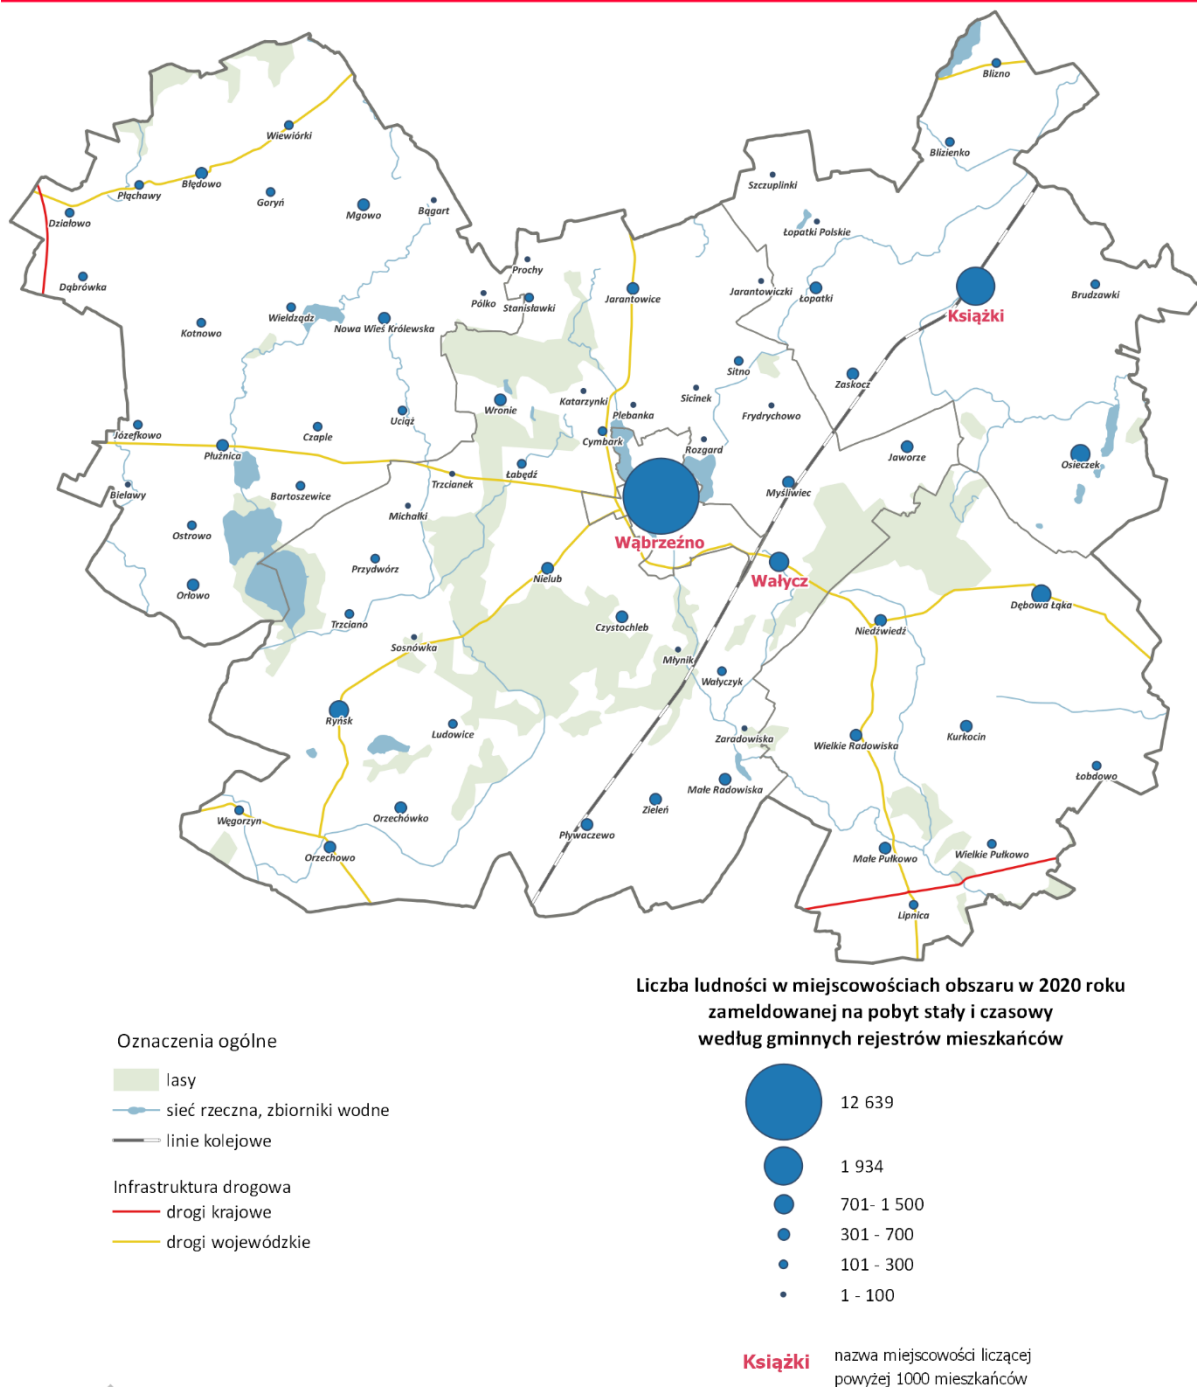 Blizno
Wiewiórki
Blizienko
Błędowo
Szczuplinki
Płąchawy
Goryń
Bągart
Mgowo
Działowo
Łopatki Polskie
Prochy
Dąbrówka
Jarantowiczki
Brudzawki
Półko
Jarantowice
Łopatki
Stanisławki
Wieldządz
Książki
Nowa Wieś Królewska
Kotnowo
Sitno
Zaskocz
Katarzynki
Sicinek
Wronie
Plebanka
Frydrychowo
Uciąż
Józefkowo
Czaple
Cymbark
Rozgard
Płużnica
Jaworze
Osieczek
Łabędź
Trzcianek
Myśliwiec
Bielawy
Bartoszewice
Michałki
Ostrowo
Wąbrzeźno
Przydwórz
Nielub
Wałycz
Orłowo
Dębowa Łąka
Trzciano
Czystochleb
Niedźwiedź
Sosnówka
Młynik
Wałyczyk
Ryńsk
Ludowice
Zaradowiska
Kurkocin
Wielkie Radowiska
Łobdowo
Małe Radowiska
Zieleń
Węgorzyn
Orzechówko
Pływaczewo
Orzechowo
Małe Pułkowo
Wielkie Pułkowo
Lipnica
Liczba ludności w miejscowościach obszaru w 2020 roku
zameldowanej na pobyt stały i czasowy
według gminnych rejestrów mieszkańców
Oznaczenia ogólne
lasy
sieć rzeczna, zbiorniki wodne
linie kolejowe
Infrastruktura drogowa
drogi krajowe
drogi wojewódzkie
12 639
1 934
701- 1 500
301 - 700
101 - 300
1 - 100
Książki
nazwa miejscowości liczącej
powyżej 1000 mieszkańców